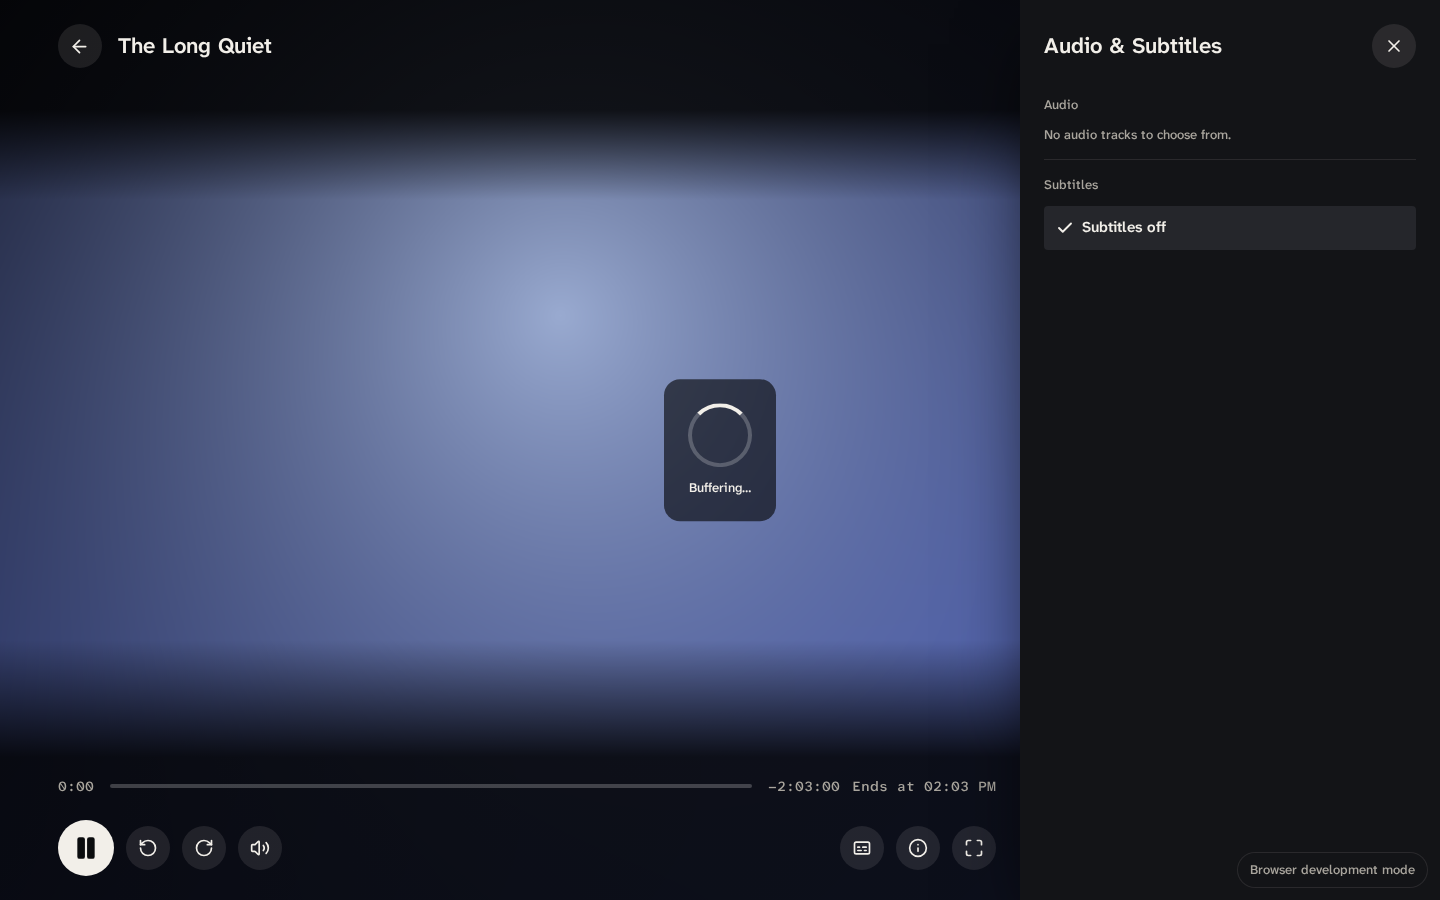 The Long Quiet
Audio & Subtitles
Audio
No audio tracks to choose from.
Subtitles
Subtitles off
Buffering...
0:00
-2:03:00 Ends at 02:03 PM
Browser development mode